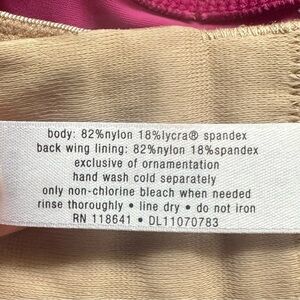 body: 82%nylon 18%lycra® spandex
back wing lining: 82%nylon 18%spandex
exclusive of ornamentation
hand wash cold separately
only non-chlorine bleach when needed
rinse thoroughly • line dry • do not iron
RN 118641 • DL11070783